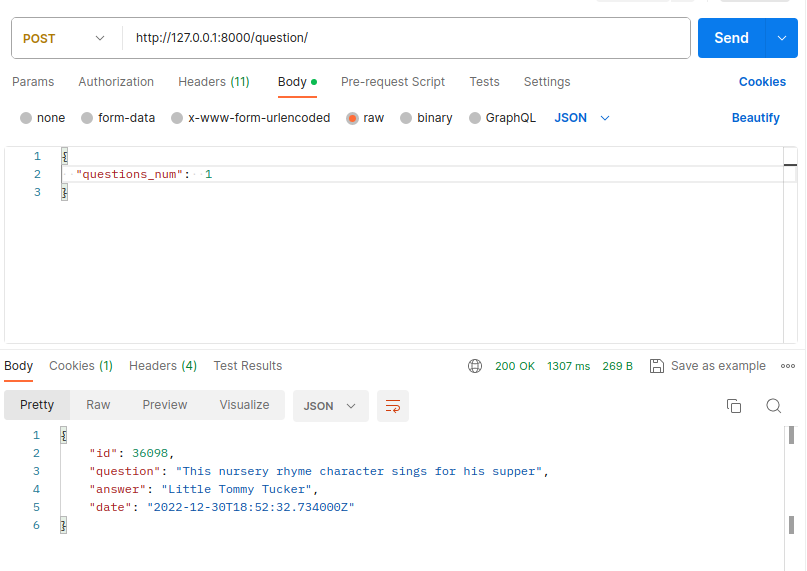 POST http://127.0.0.1:8000/question/ Send
Params Authorization Headers (11) Body Pre-request Script Tests Settings Cookies
none form-data x-www-form-urlencoded raw binary GraphQL JSON Beautify
1 {
2 "questions_num": 1
3 }
Body Cookies (1) Headers (4) Test Results 200 OK 1307 ms 269 B Save as example
Pretty Raw Preview Visualize JSON
1 {
2 "id": 36098,
3 "question": "This nursery rhyme character sings for his supper",
4 "answer": "Little Tommy Tucker",
5 "date": "2022-12-30T18:52:32.734000Z"
6 }